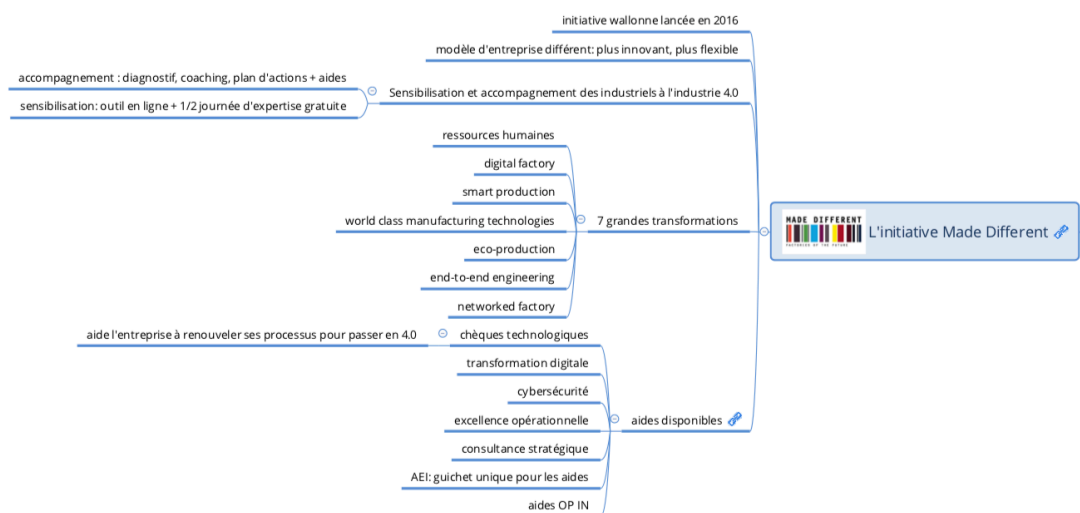 initiative wallonne lancée en 2016
modèle d'entreprise différent: plus innovant, plus flexible
accompagnement : diagnostif, coaching, plan d'actions + aides
Sensibilisation et accompagnement des industriels à l'industrie 4.0
sensibilisation: outil en ligne + 1/2 journée d'expertise gratuite
ressources humaines
digital factory
smart production
world class manufacturing technologies
7 grandes transformations
eco-production
end-to-end engineering
networked factory
MADE DIFFERENT
FACTORIES OF THE FUTURE
L'initiative Made Different
aide l'entreprise à renouveler ses processus pour passer en 4.0
chèques technologiques
transformation digitale
cybersécurité
excellence opérationnelle
aides disponibles
consultance stratégique
AEI: guichet unique pour les aides
aides OP IN